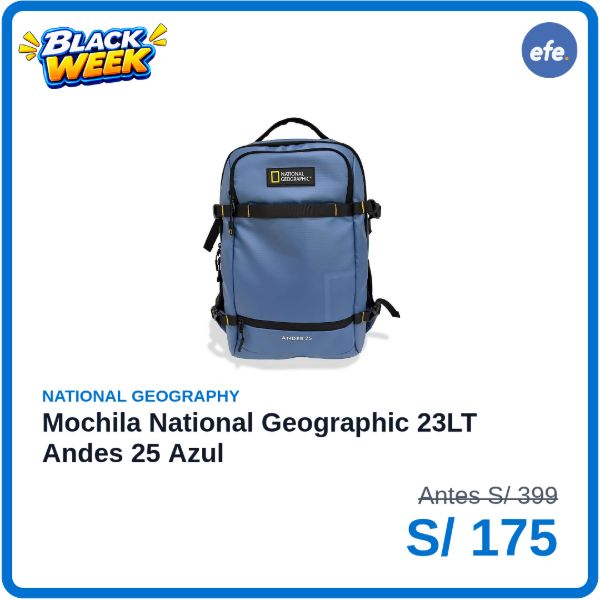 BLACK
WEEK
efe.
NATIONAL
GEOGRAPHIC
ANDES 25
NATIONAL GEOGRAPHY
Mochila National Geographic 23LT
Andes 25 Azul
Antes S/ 399
S/ 175